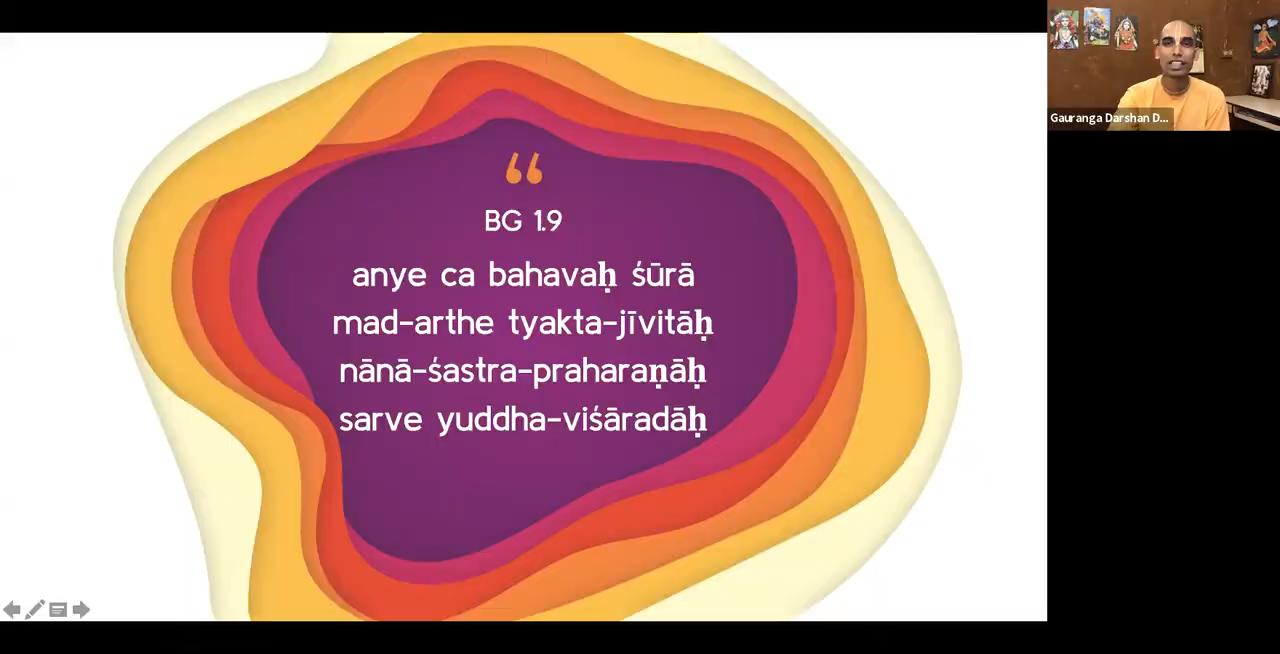 “
BG 1.9
anye ca bahavaḥ śūrā
mad-arthe tyakta-jīvitāḥ
nānā-śastra-praharaṇāḥ
sarve yuddha-viśāradāḥ
Gauranga Darshan D...